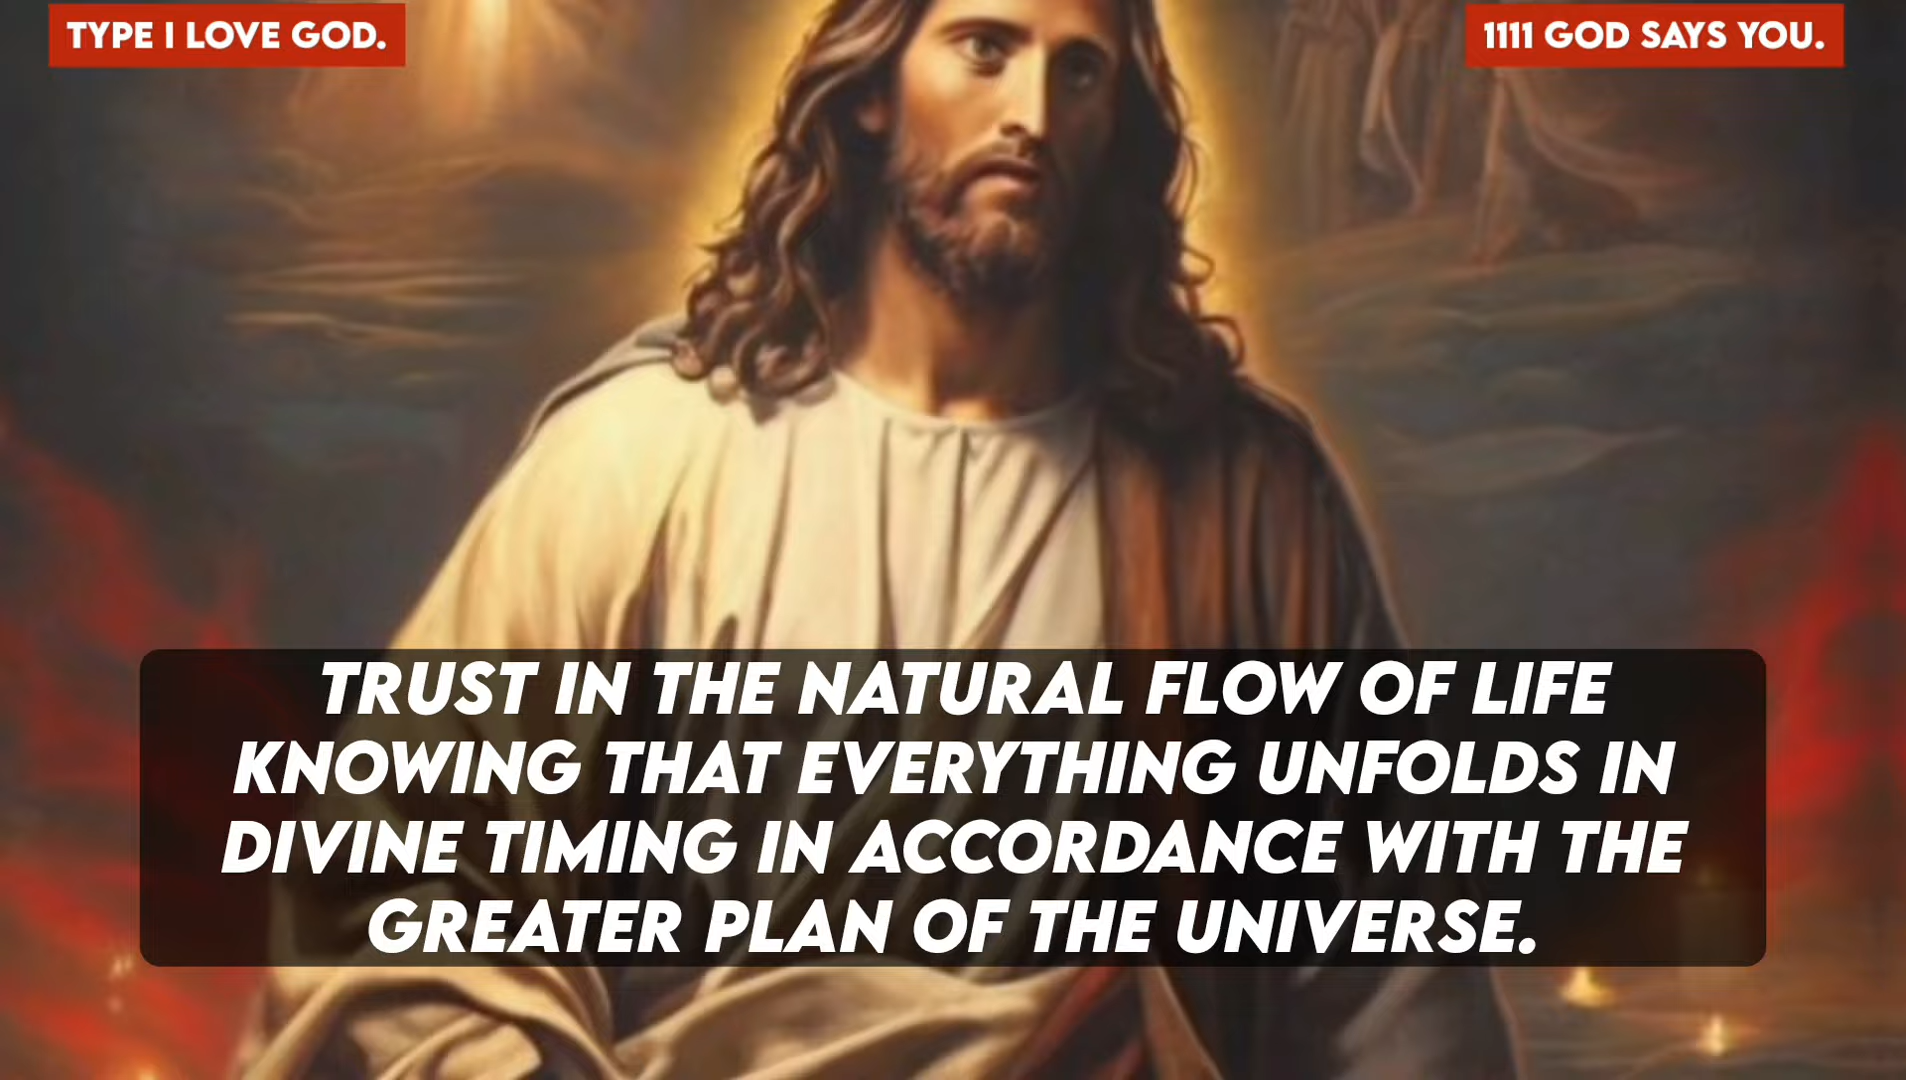 TYPE I LOVE GOD.
1111 GOD SAYS YOU.
TRUST IN THE NATURAL FLOW OF LIFE
KNOWING THAT EVERYTHING UNFOLDS IN
DIVINE TIMING IN ACCORDANCE WITH THE
GREATER PLAN OF THE UNIVERSE.